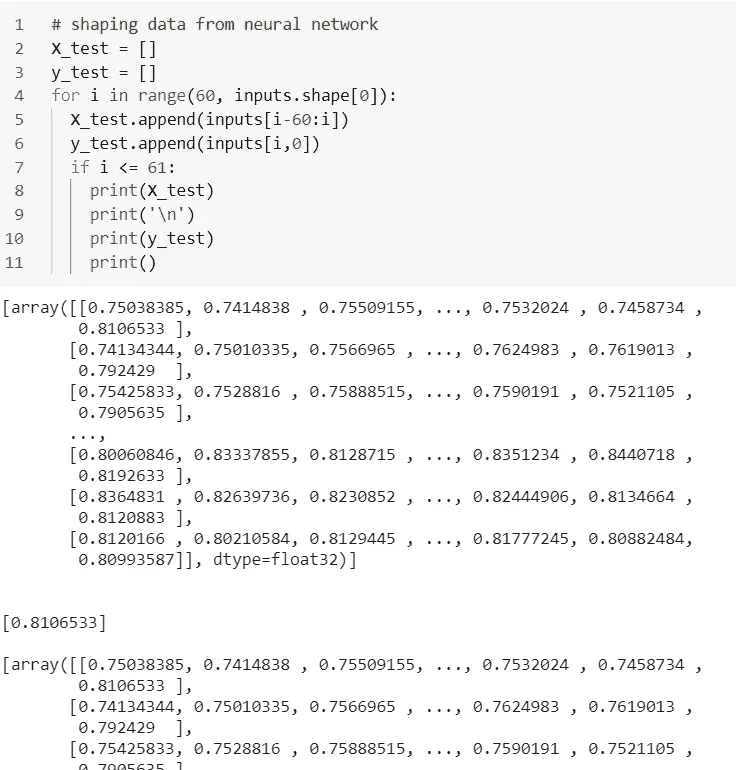 1 # shaping data from neural network
2 X_test = []
3 y_test = []
4 for i in range(60, inputs.shape[0]):
5 X_test.append(inputs[i-60:i])
6 y_test.append(inputs[i,0])
7 if i <= 61:
8 print(X_test)
9 print('\n')
10 print(y_test)
11 print()
[array([[0.75038385, 0.7414838 , 0.75509155, ..., 0.7532024 , 0.7458734 ,
0.8106533 ],
[0.74134344, 0.75010335, 0.7566965 , ..., 0.7624983 , 0.7619013 ,
0.792429  ],
[0.75425833, 0.7528816 , 0.75888515, ..., 0.7590191 , 0.7521105 ,
0.7905635 ],
...,
[0.80060846, 0.83337855, 0.8128715 , ..., 0.8351234 , 0.8440718 ,
0.8192633 ],
[0.8364831 , 0.82639736, 0.8230852 , ..., 0.82444906, 0.8134664 ,
0.8120883 ],
[0.8120166 , 0.80210584, 0.8129445 , ..., 0.81777245, 0.80882484,
0.80993587]], dtype=float32)]
[0.8106533]
[array([[0.75038385, 0.7414838 , 0.75509155, ..., 0.7532024 , 0.7458734 ,
0.8106533 ],
[0.74134344, 0.75010335, 0.7566965 , ..., 0.7624983 , 0.7619013 ,
0.792429  ],
[0.75425833, 0.7528816 , 0.75888515, ..., 0.7590191 , 0.7521105 ,
0.7905635 ]